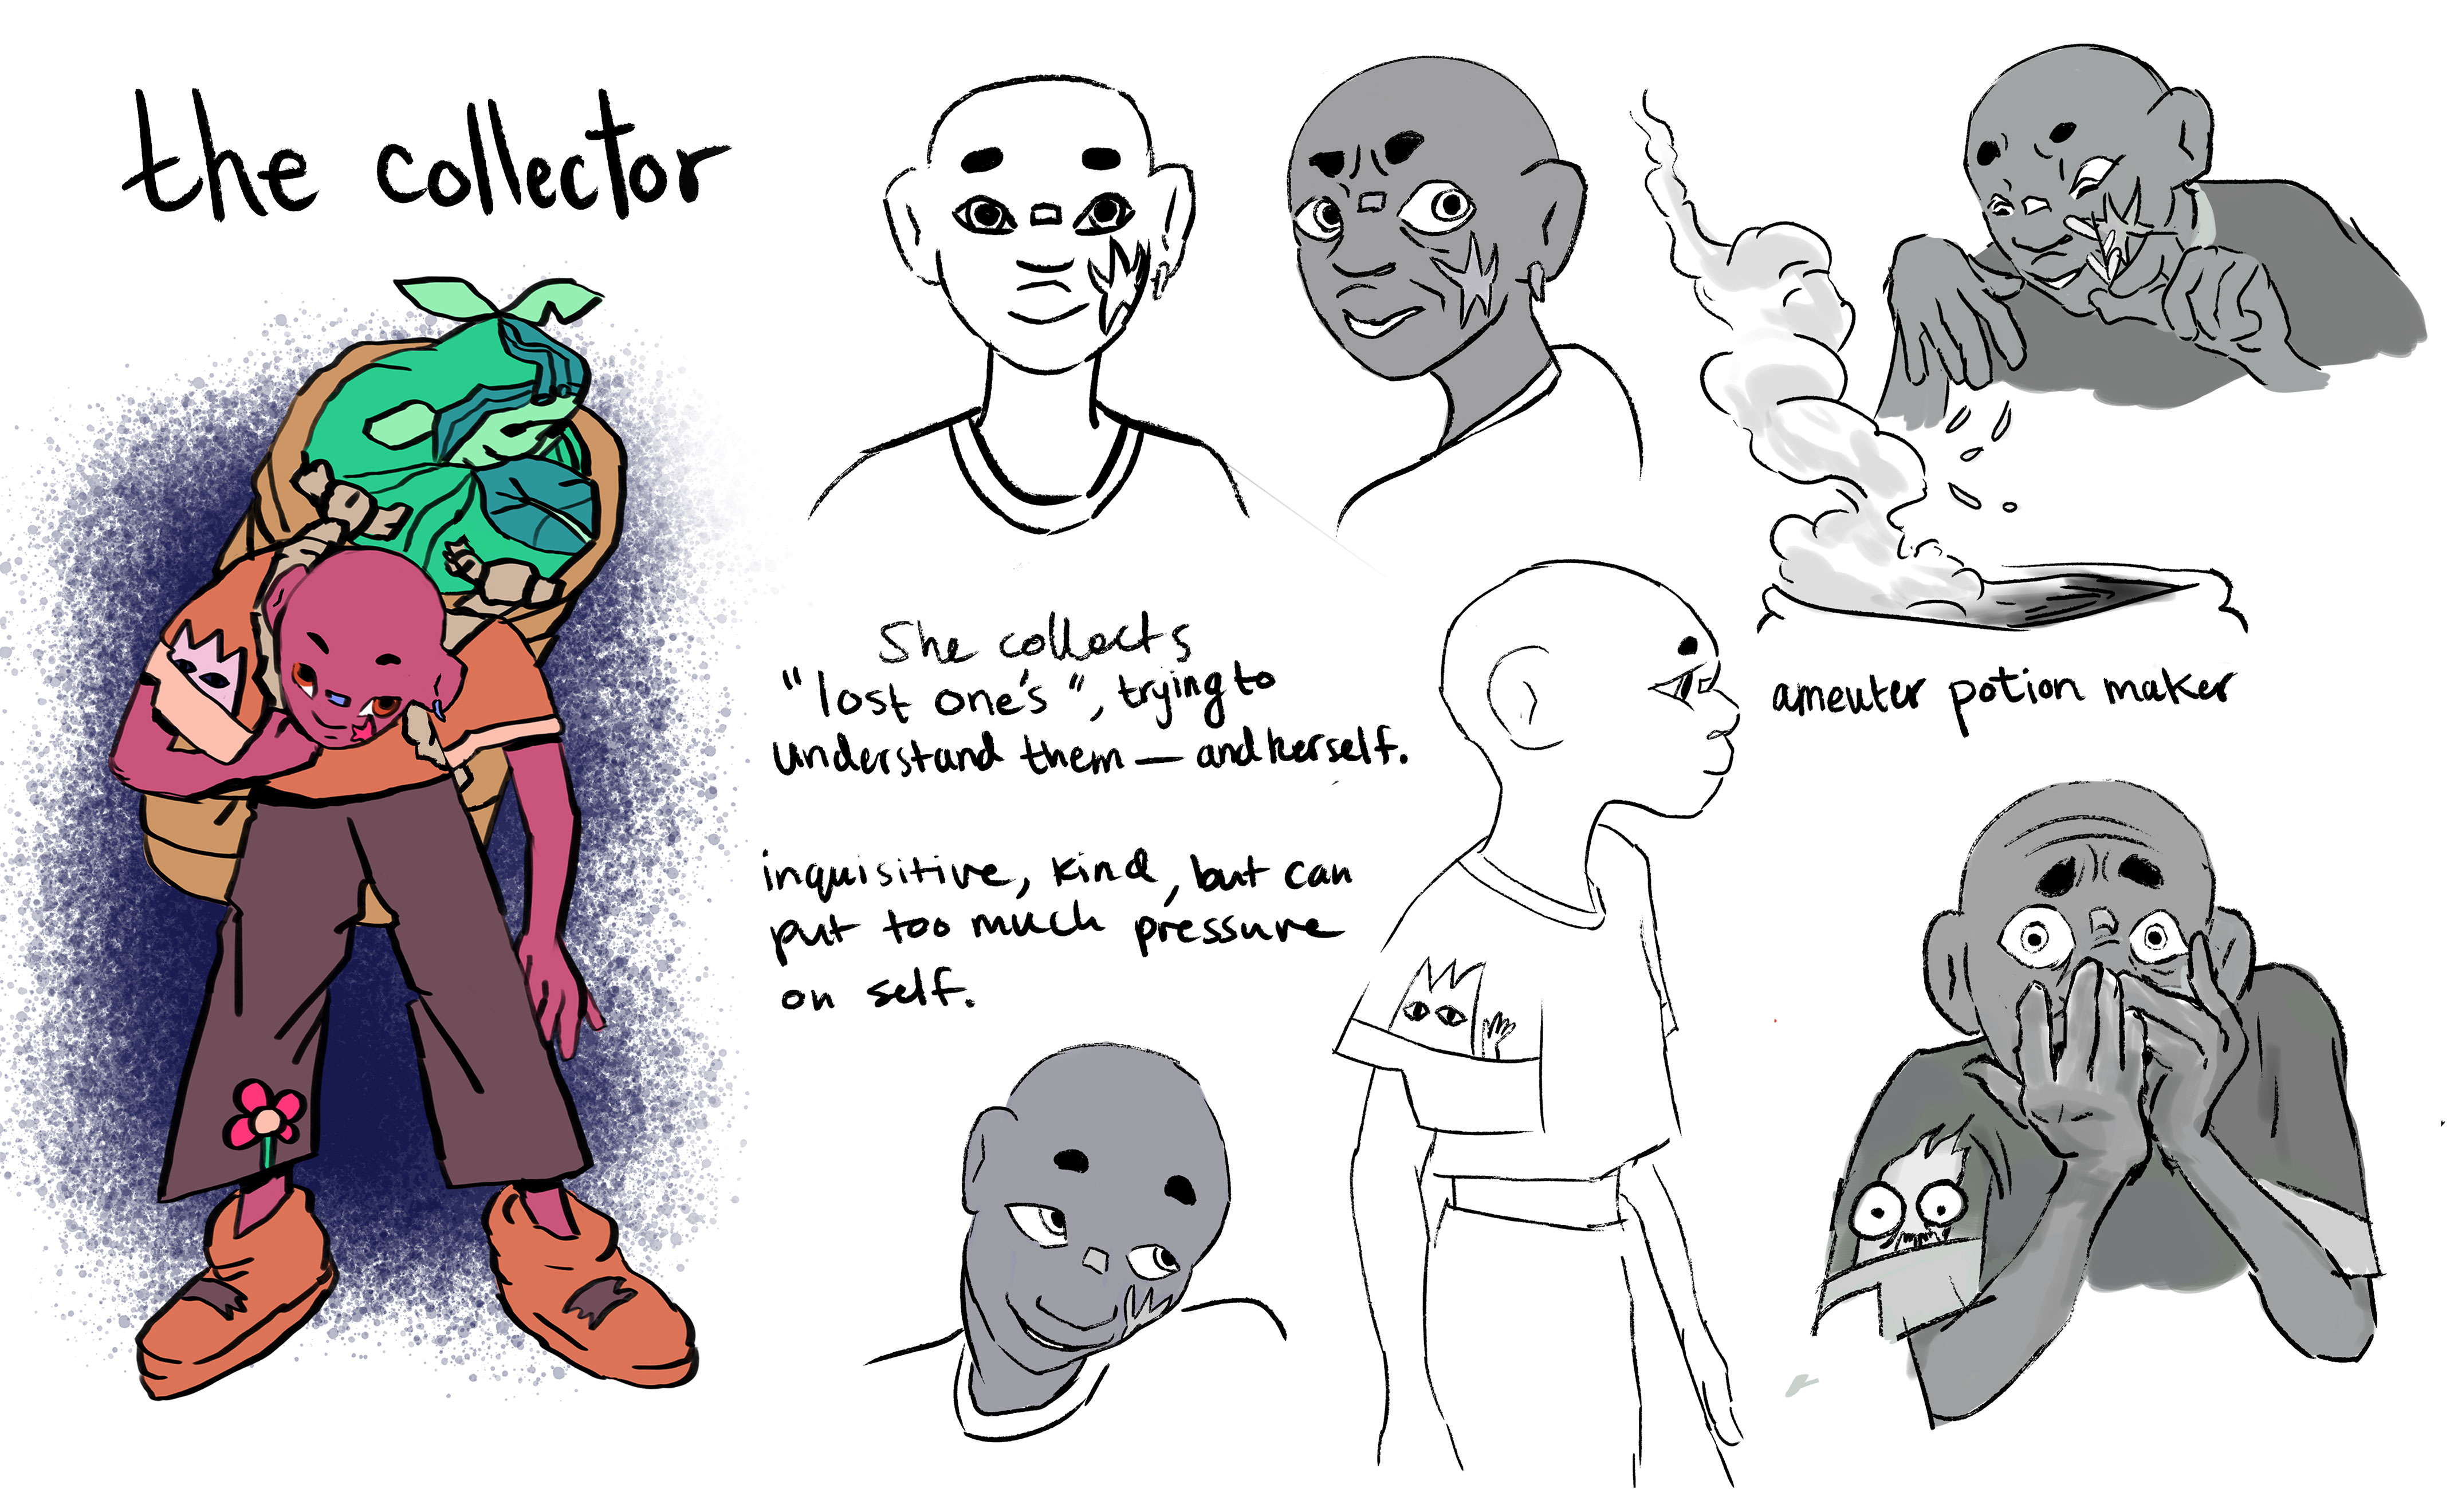 the collector
She collects
"lost one's", trying to
understand them — and herself.
inquisitive, kind, but can
put too much pressure
on self.
ameuter potion maker